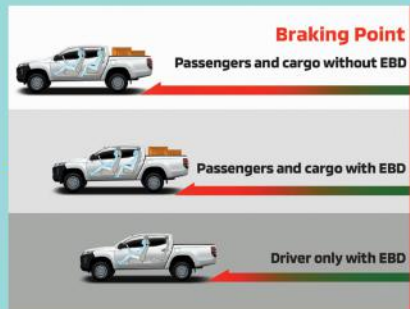 Braking Point
Passengers and cargo without EBD
Passengers and cargo with EBD
Driver only with EBD